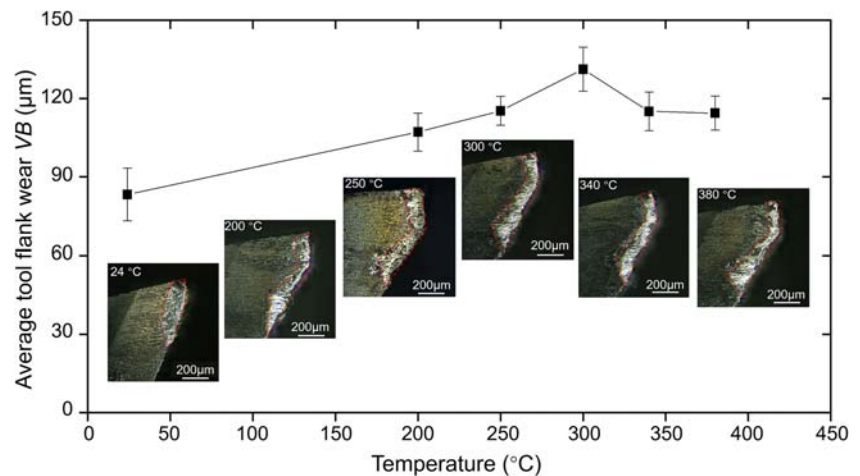 150
120
90
60
30
0
Average tool flank wear VB (μm)
24 °C
200μm
200 °C
200μm
250 °C
200μm
300 °C
200μm
340 °C
200μm
380 °C
200μm
0 50 100 150 200 250 300 350 400 450
Temperature (°C)